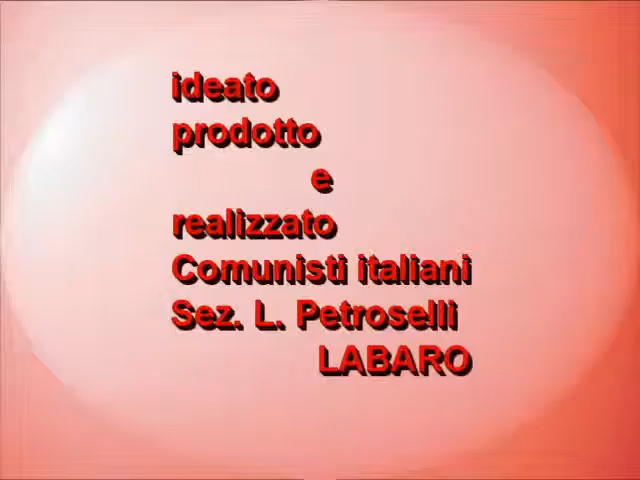 ideato
prodotto
e
realizzato
Comunisti italiani
Sez. L. Petroselli
LABARO